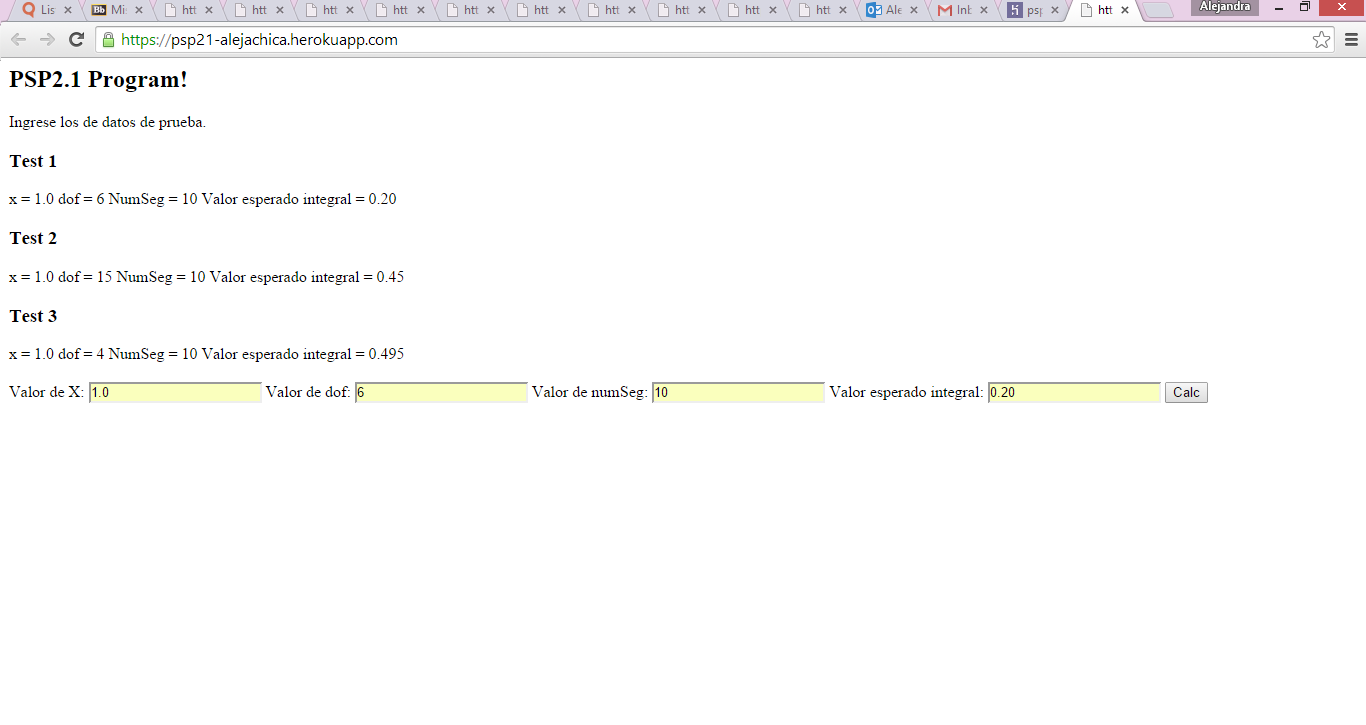 Lis Bb Mi htt htt htt htt htt htt htt htt htt htt Ale Inb psp htt Alejandra
https://psp21-alejachica.herokuapp.com
PSP2.1 Program!
Ingrese los de datos de prueba.
Test 1
x = 1.0 dof = 6 NumSeg = 10 Valor esperado integral = 0.20
Test 2
x = 1.0 dof = 15 NumSeg = 10 Valor esperado integral = 0.45
Test 3
x = 1.0 dof = 4 NumSeg = 10 Valor esperado integral = 0.495
Valor de X: 1.0 Valor de dof: 6 Valor de numSeg: 10 Valor esperado integral: 0.20 Calc